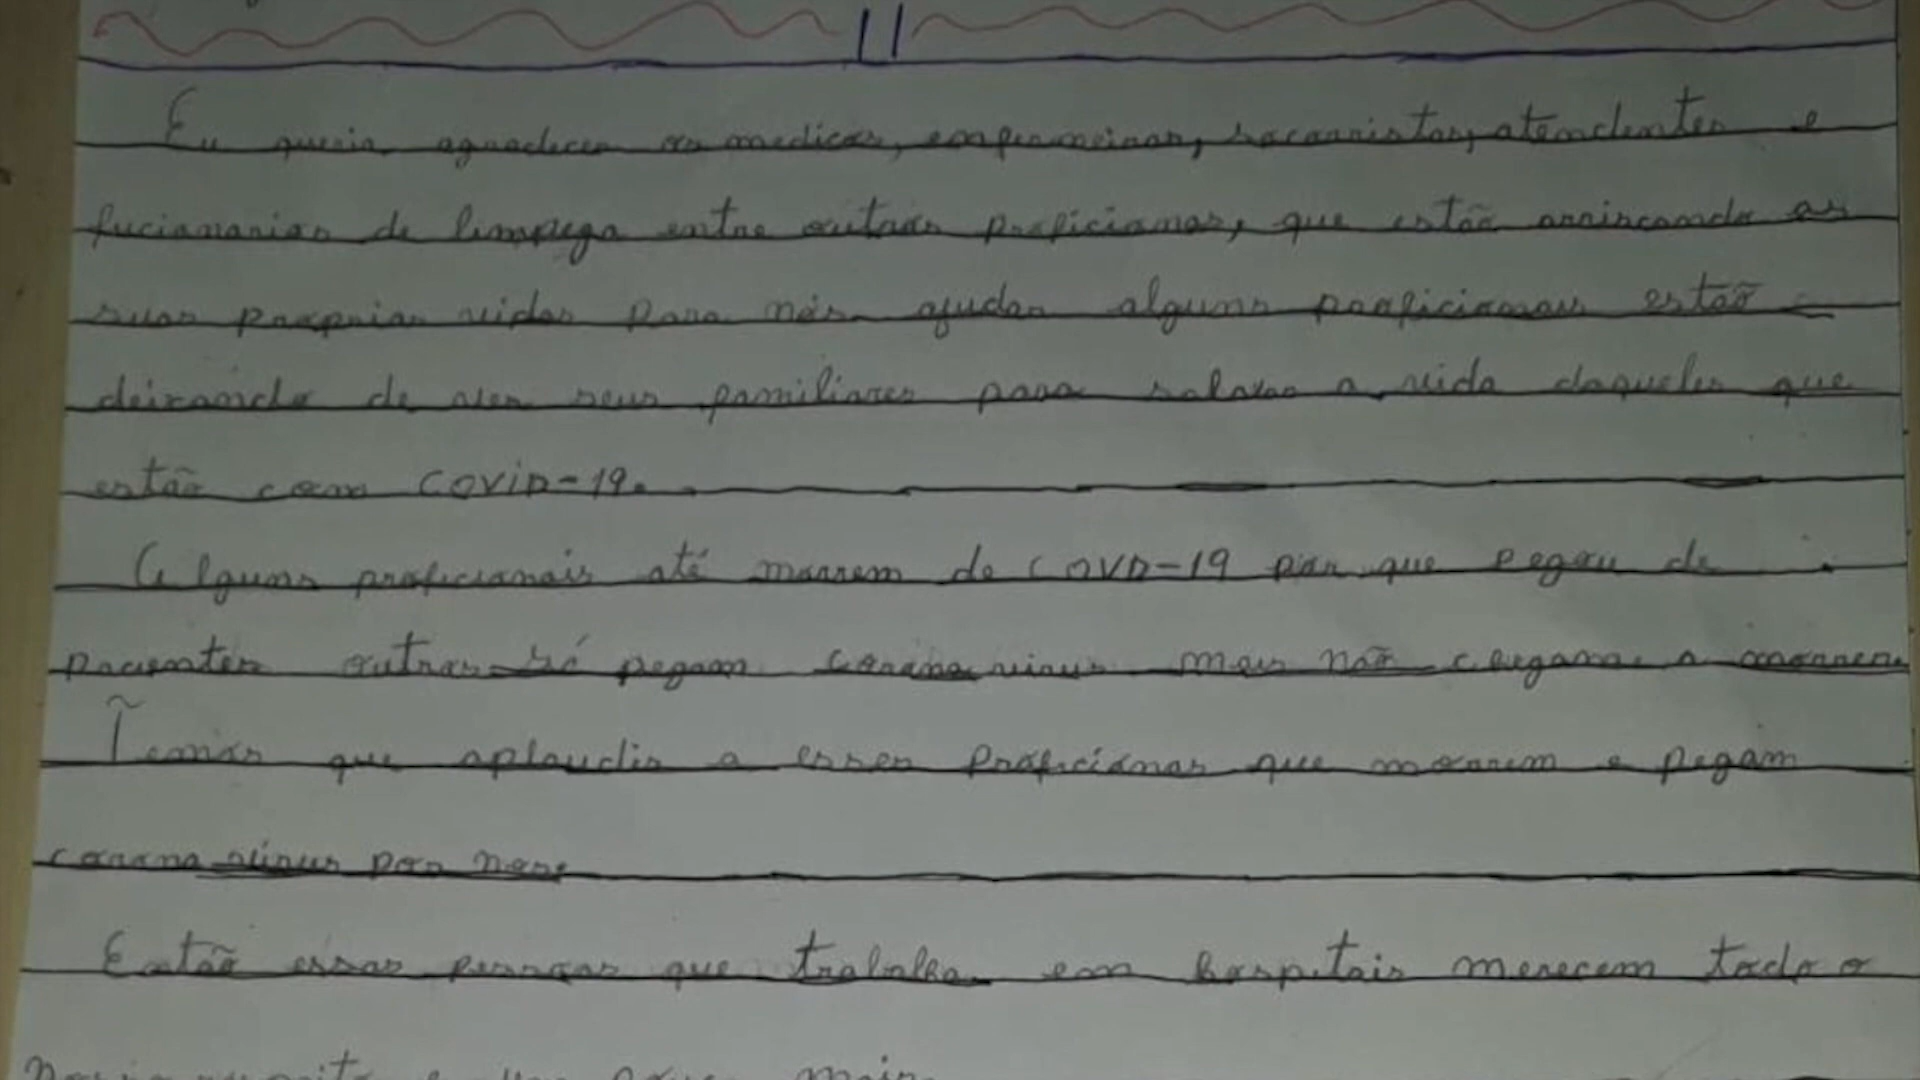 Eu queria agradecer os medicos, enfermeiros, socorristas, atendentes e
fucionarios de limpega entre outros proficionas, que estão arriscando as
suas proprias vidas para nós ajudar alguns proficionais estão
deixando de ver seus familiares para salvar a vida daqueles que
estão com COVID-19.
Alguns proficionais até morrem de COVD-19 por que pegou de
pacientes outros só pegam corona virus mais não chegam a morrer.
Temos que aplaudir a esses proficionas que morrem e pegam
corona virus por nos.
Então essas pessoas que trabalha em hospitais merecem todo o
mais